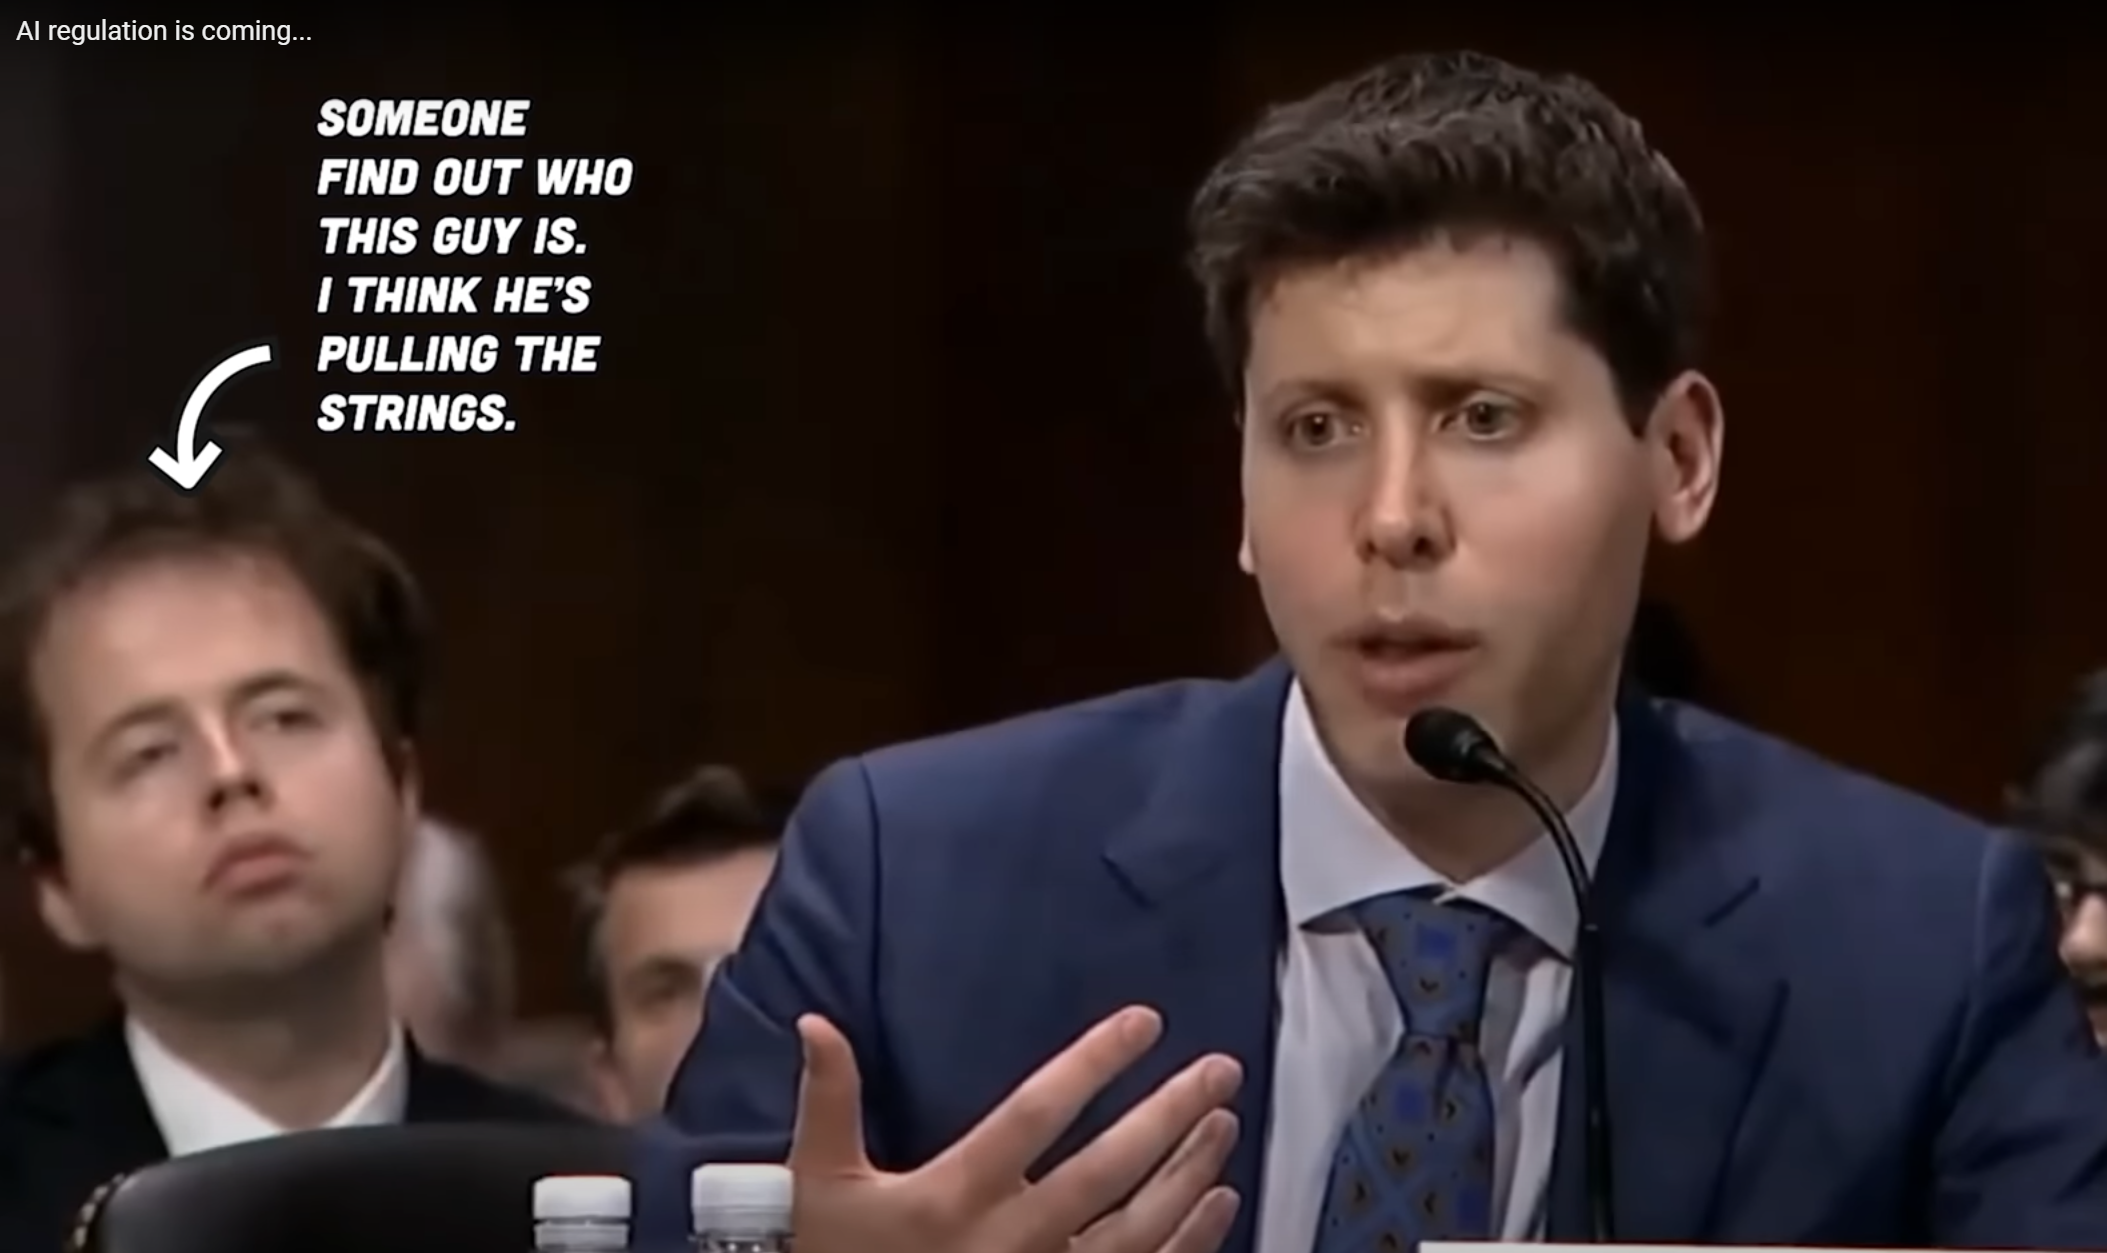 AI regulation is coming...
SOMEONE
FIND OUT WHO
THIS GUY IS.
I THINK HE'S
PULLING THE
STRINGS.